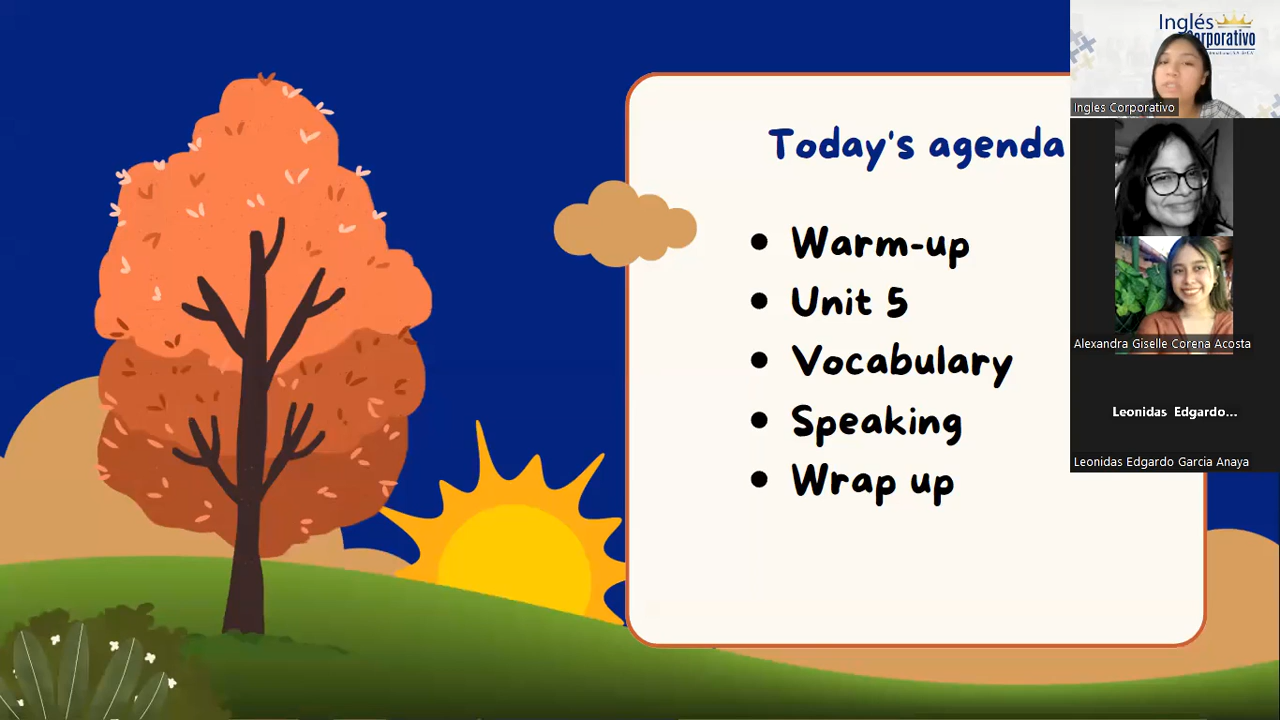 Today's agenda
Warm-up
Unit 5
Vocabulary
Speaking
Wrap up
Inglés
Corporativo
Ingles Corporativo
Alexandra Giselle Corena Acosta
Leonidas Edgardo...
Leonidas Edgardo Garcia Anaya